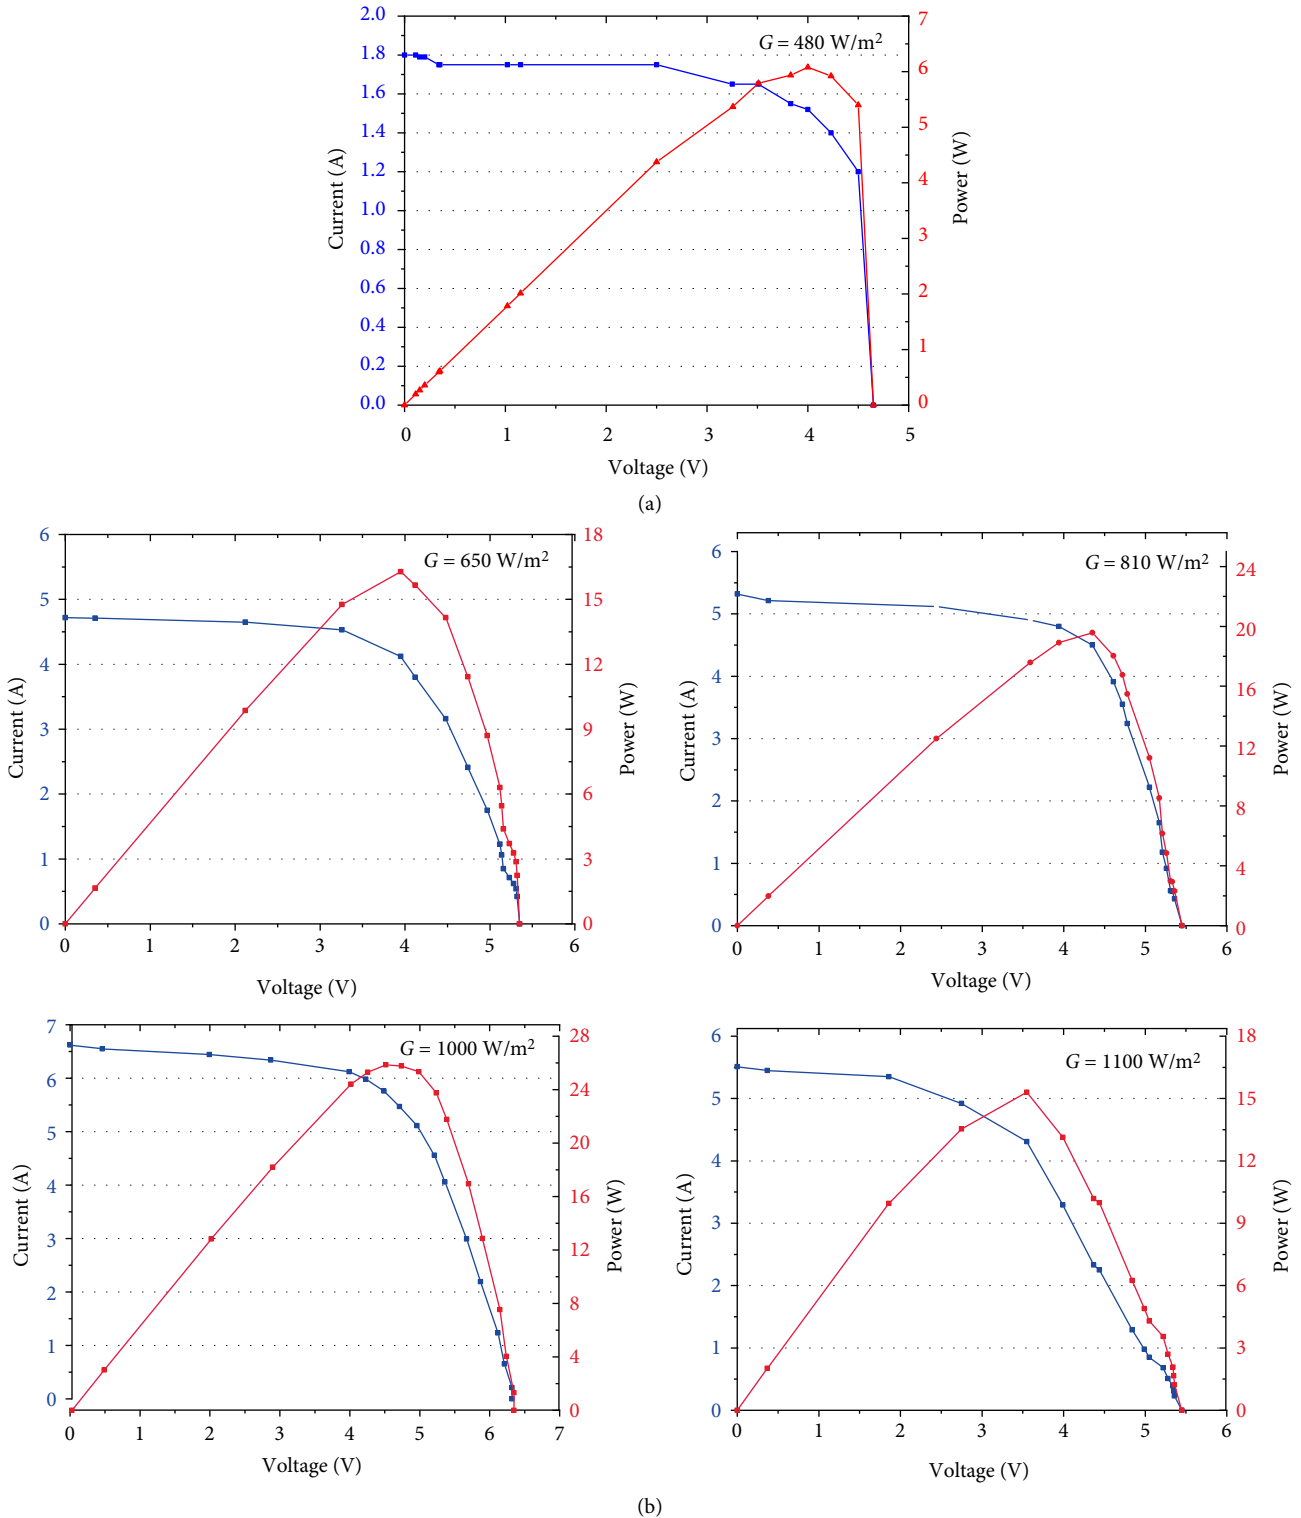 G = 480 W/m²
Current (A)
2.0
1.8
1.6
1.4
1.2
1.0
0.8
0.6
0.4
0.2
0.0
Power (W)
7
6
5
4
3
2
1
0
0 1 2 3 4 5
Voltage (V)
(a)
G = 650 W/m²
Current (A)
6
5
4
3
2
1
0
Power (W)
18
15
12
9
6
3
0
0 1 2 3 4 5 6
Voltage (V)
G = 810 W/m²
Current (A)
6
5
4
3
2
1
0
Power (W)
24
20
16
12
8
4
0
0 1 2 3 4 5 6
Voltage (V)
G = 1000 W/m²
Current (A)
7
6
5
4
3
2
1
0
Power (W)
28
24
20
16
12
8
4
0
0 1 2 3 4 5 6 7
Voltage (V)
G = 1100 W/m²
Current (A)
6
5
4
3
2
1
0
Power (W)
18
15
12
9
6
3
0
0 1 2 3 4 5 6
Voltage (V)
(b)